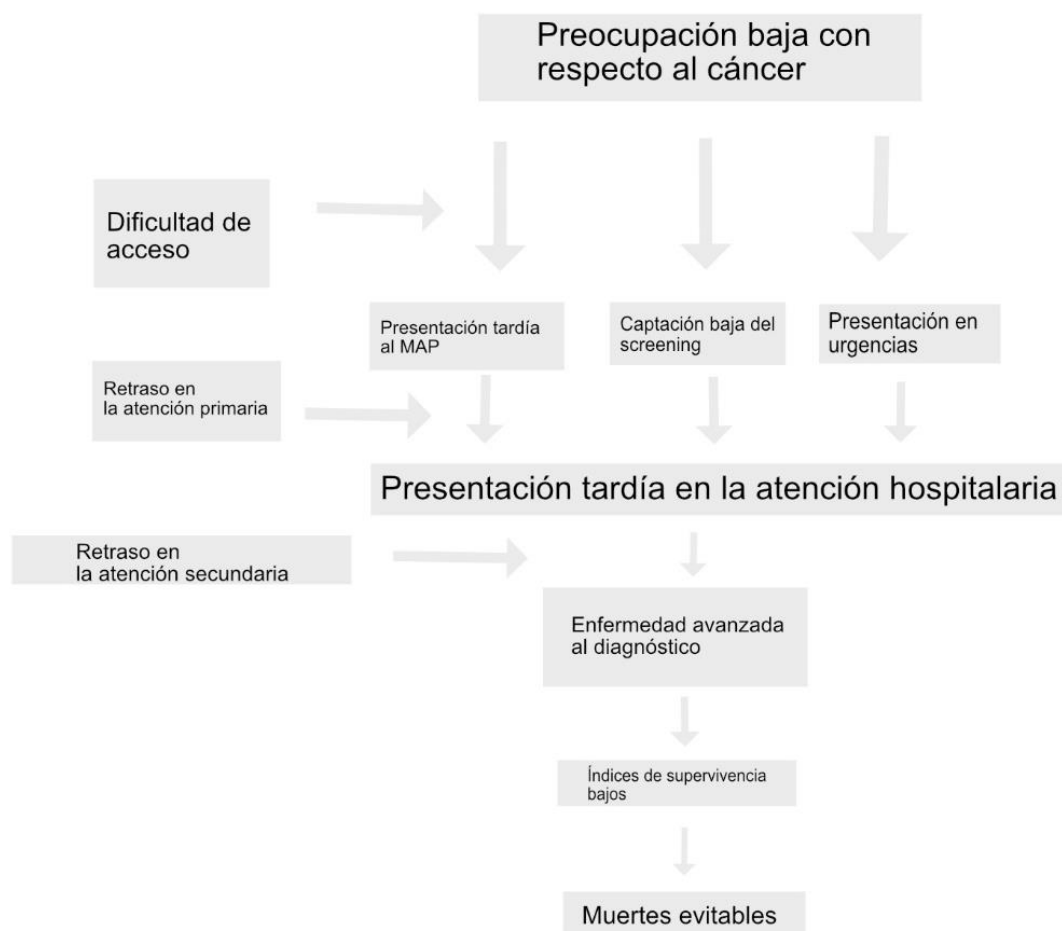 Preocupación baja con
respecto al cáncer
Dificultad de
acceso
Presentación tardía
al MAP
Captación baja del
screening
Presentación en
urgencias
Retraso en
la atención primaria
Presentación tardía en la atención hospitalaria
Retraso en
la atención secundaria
Enfermedad avanzada
al diagnóstico
Índices de supervivencia
bajos
Muertes evitables